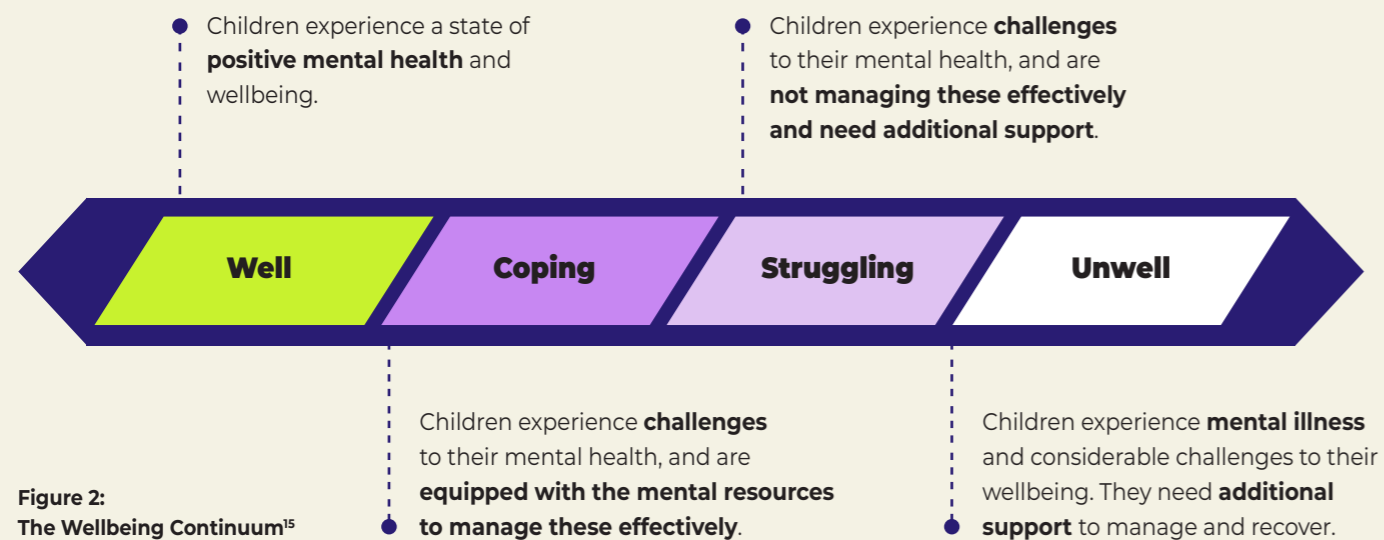 Children experience a state of
positive mental health and
wellbeing.
Children experience challenges
to their mental health, and are
not managing these effectively
and need additional support.
Well
Coping
Struggling
Unwell
Children experience challenges
to their mental health, and are
equipped with the mental resources
to manage these effectively.
Children experience mental illness
and considerable challenges to their
wellbeing. They need additional
support to manage and recover.
Figure 2:
The Wellbeing Continuum¹⁵